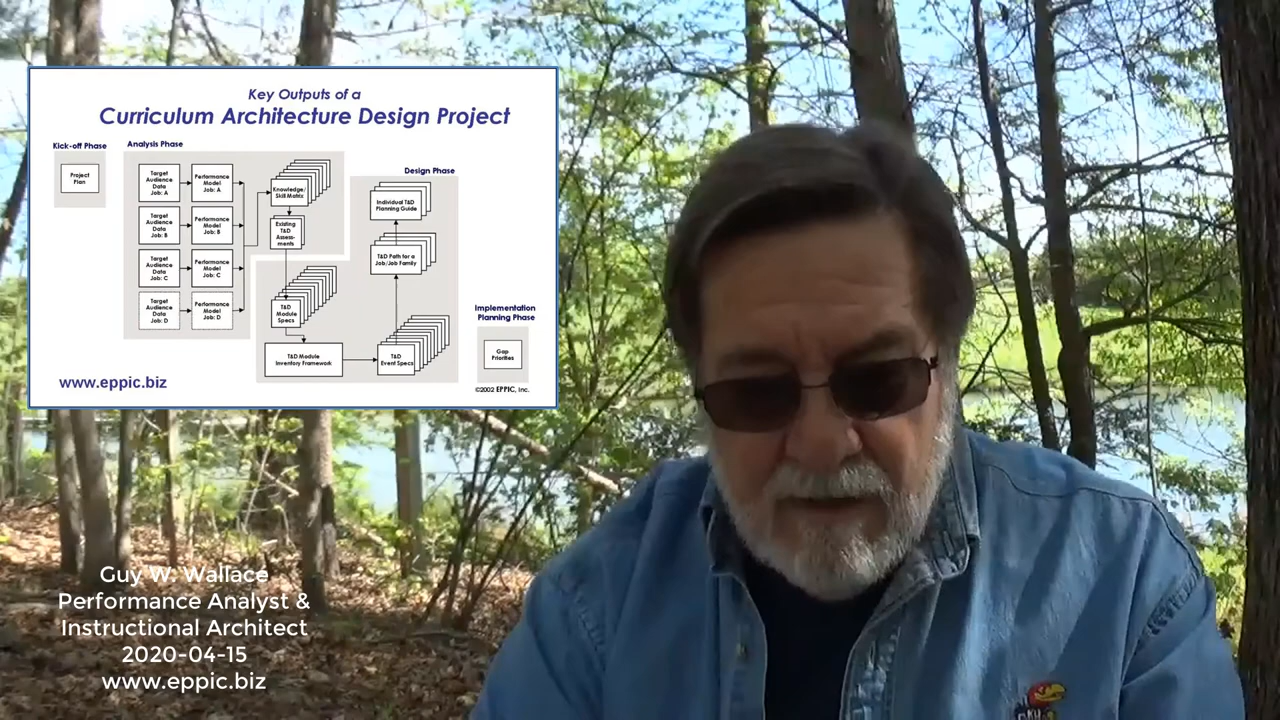 Key Outputs of a
Curriculum Architecture Design Project
Kick-off Phase
Project
Plan
Analysis Phase
Target
Audience
Data
Job: A
Performance
Model
Job: A
Target
Audience
Data
Job: B
Performance
Model
Job: B
Target
Audience
Data
Job: C
Performance
Model
Job: C
Target
Audience
Data
Job: D
Performance
Model
Job: D
Knowledge/
Skill Matrix
Existing
T&D
Assess-
ments
Design Phase
Individual T&D
Planning Guide
T&D Path for a
Job/Job Family
T&D
Module
Specs
T&D Module
Inventory Framework
T&D
Event Specs
Implementation
Planning Phase
Gap
Priorities
www.eppic.biz
©2002 EPPIC, Inc.
Guy W. Wallace
Performance Analyst &
Instructional Architect
2020-04-15
www.eppic.biz
KU